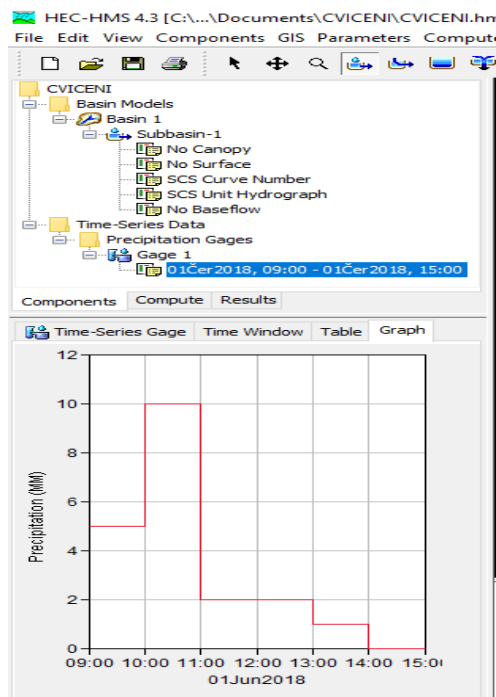 HEC-HMS 4.3 [C:\...\Documents\CVICENI\CVICENI.hm
File Edit View Components GIS Parameters Compute
CVICENI
Basin Models
Basin 1
Subbasin-1
No Canopy
No Surface
SCS Curve Number
SCS Unit Hydrograph
No Baseflow
Time-Series Data
Precipitation Gages
Gage 1
01Čer2018, 09:00 - 01Čer2018, 15:00
Components Compute Results
Time-Series Gage Time Window Table Graph
12
10
8
6
4
2
0
Precipitation (MM)
09:00 10:00 11:00 12:00 13:00 14:00 15:0
01Jun2018